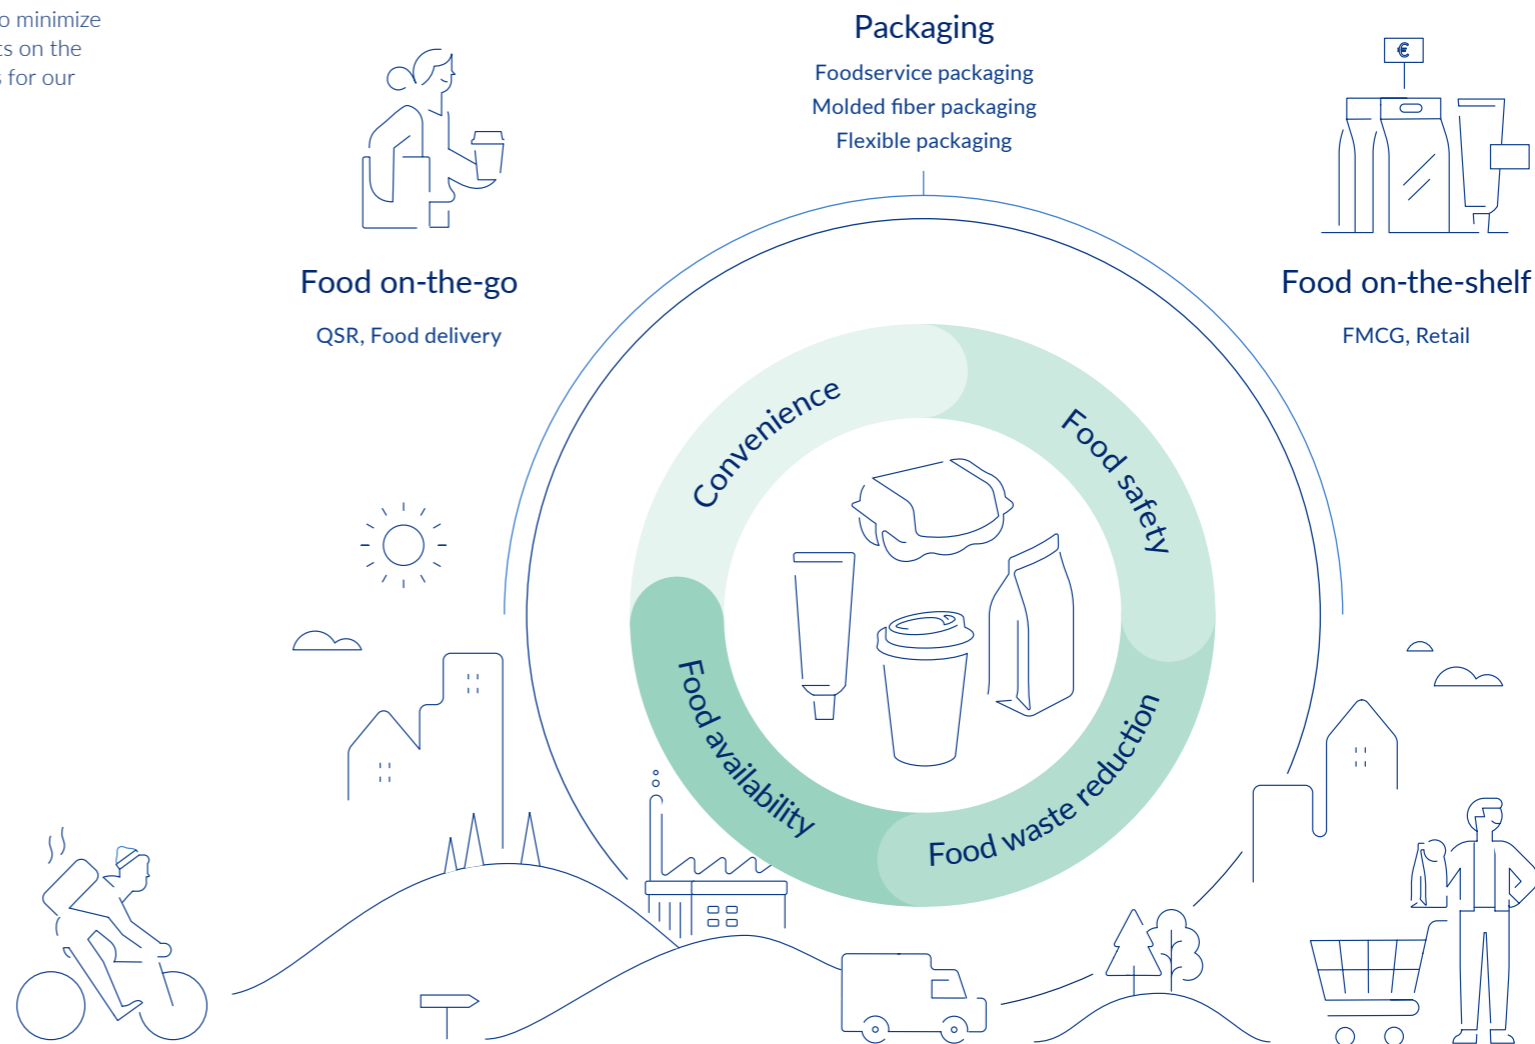 o minimize
ts on the
s for our
Packaging
Foodservice packaging
Molded fiber packaging
Flexible packaging
€
Food on-the-go
QSR, Food delivery
Food on-the-shelf
FMCG, Retail
Convenience
Food safety
Food availability
Food waste reduction